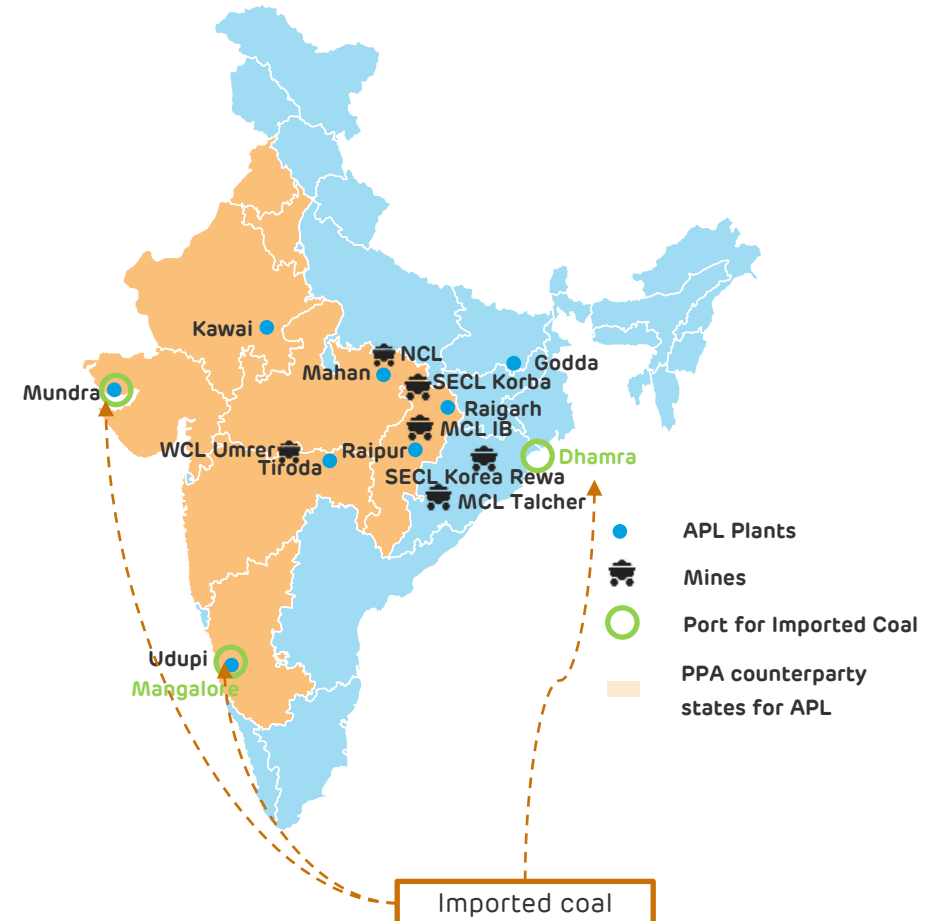 Kawai
NCL
Mahan
Godda
SECL Korba
Mundra
Raigarh
MCL IB
WCL Umrer
Raipur
Dhamra
Tiroda
SECL Korea Rewa
MCL Talcher
APL Plants
Mines
Port for Imported Coal
Udupi
Mangalore
PPA counterparty
states for APL
Imported coal